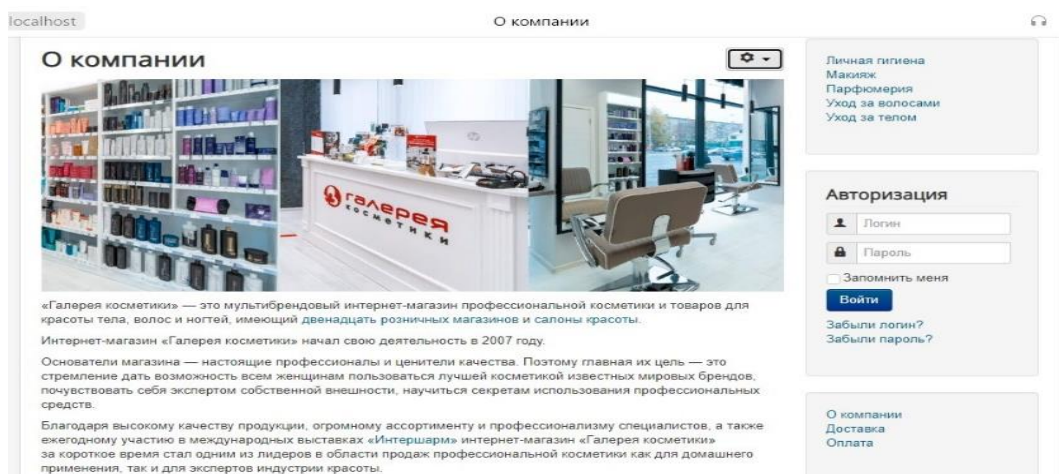 localhost
О компании
О компании
галерея
косметики
«Галерея косметики» — это мультибрендовый интернет-магазин профессиональной косметики и товаров для
красоты тела, волос и ногтей, имеющий двенадцать розничных магазинов и салоны красоты.
Интернет-магазин «Галерея косметики» начал свою деятельность в 2007 году.
Основатели магазина — настоящие профессионалы и ценители качества. Поэтому главная их цель — это
стремление дать возможность всем женщинам пользоваться лучшей косметикой известных мировых брендов,
почувствовать себя экспертом собственной внешности, научиться секретам использования профессиональных
средств.
Благодаря высокому качеству продукции, огромному ассортименту и профессионализму специалистов, а также
ежегодному участию в международных выставках «Интершарм» интернет-магазин «Галерея косметики»
за короткое время стал одним из лидеров в области продаж профессиональной косметики как для домашнего
применения, так и для экспертов индустрии красоты.
Личная гигиена
Макияж
Парфюмерия
Уход за волосами
Уход за телом
Авторизация
Логин
Пароль
Запомнить меня
Войти
Забыли логин?
Забыли пароль?
О компании
Доставка
Оплата